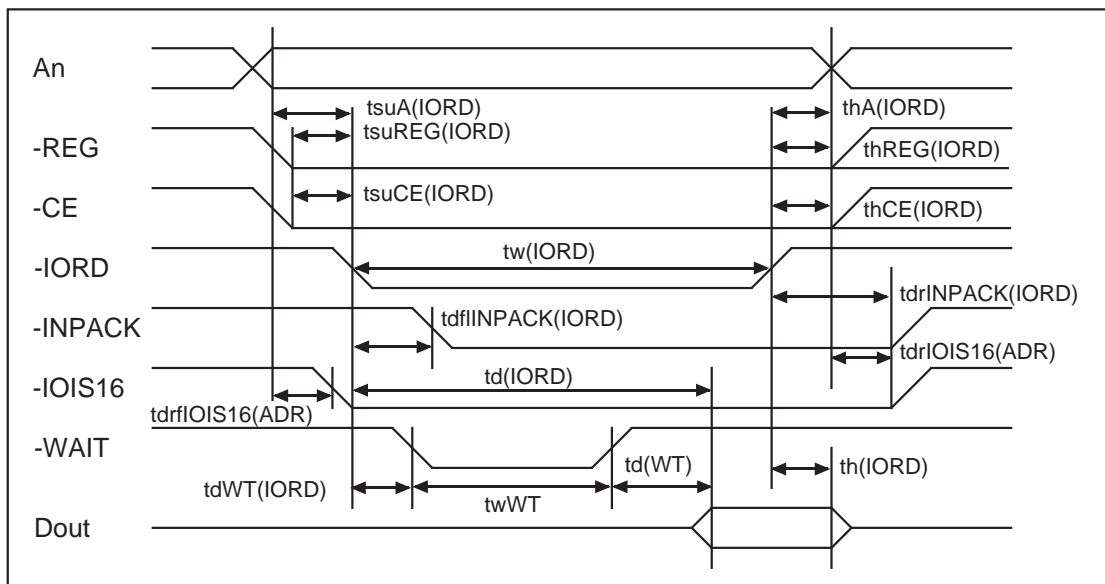 An
tsuA(IORD)
thA(IORD)
tsuREG(IORD)
-REG
thREG(IORD)
tsuCE(IORD)
-CE
thCE(IORD)
tw(IORD)
-IORD
tdrINPACK(IORD)
tdflINPACK(IORD)
-INPACK
tdrIOIS16(ADR)
td(IORD)
-IOIS16
tdrfIOIS16(ADR)
-WAIT
td(WT)
th(IORD)
tdWT(IORD)
twWT
Dout